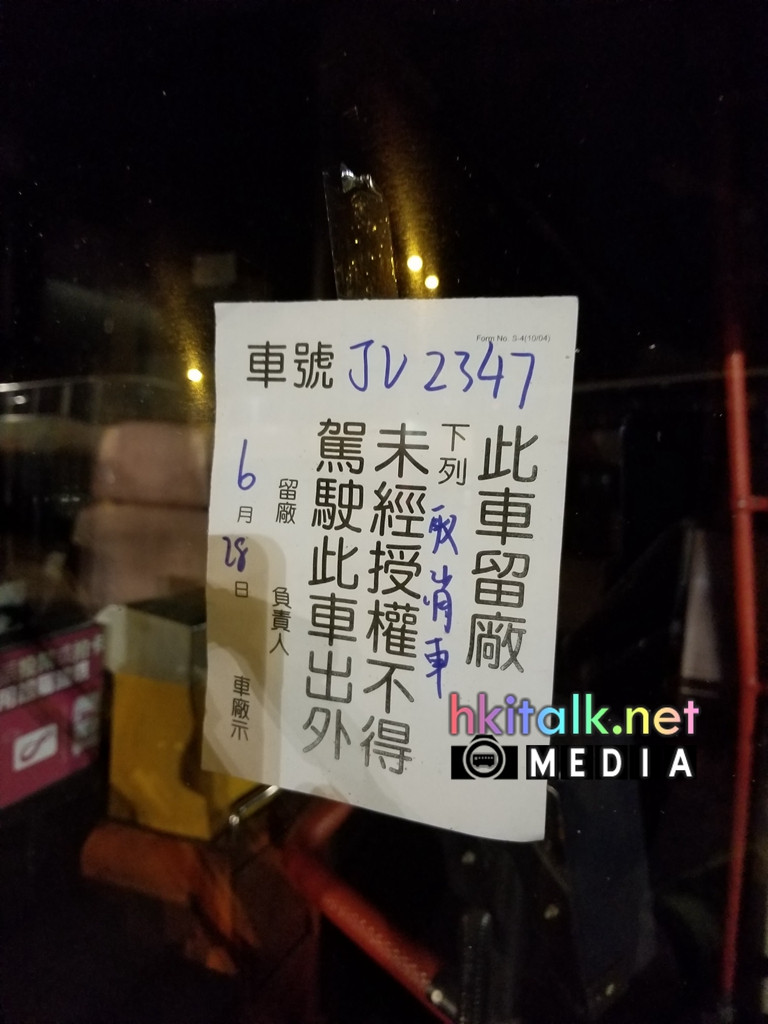 Form No. S-4(10/04)
車號 JV 2347
此車留廠
下列 取消車
未經授權不得
駕駛此車出外
留廠 負責人
車廠示
6月28日
hkitalk.net
MEDIA